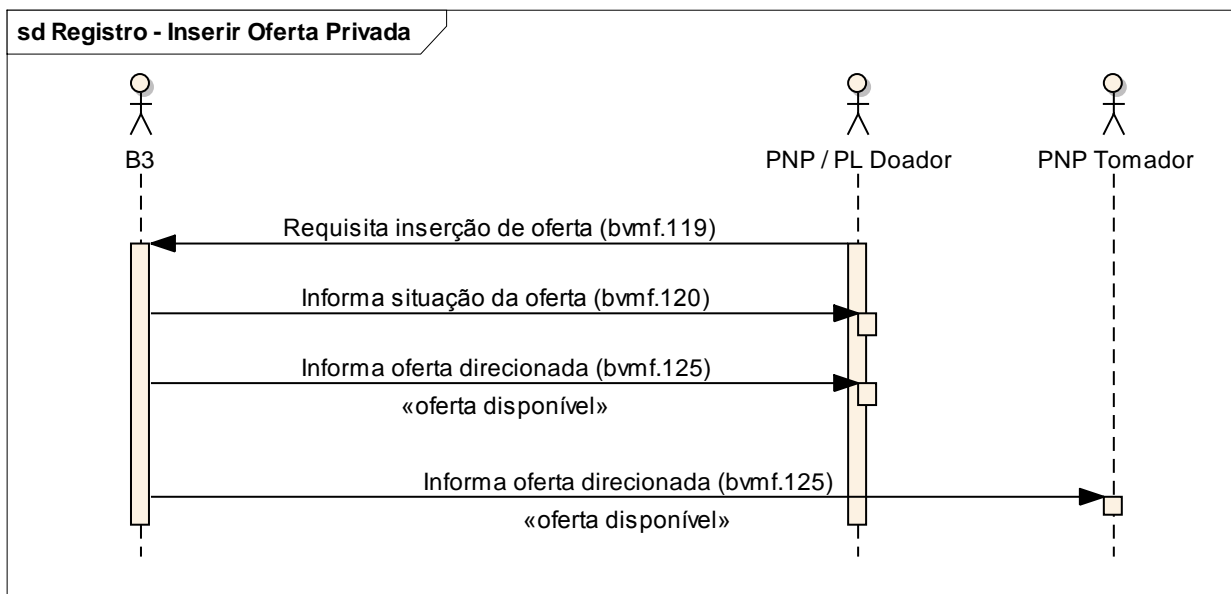 sd Registro - Inserir Oferta Privada
B3
PNP / PL Doador
PNP Tomador
Requisita inserção de oferta (bvmf.119)
Informa situação da oferta (bvmf.120)
Informa oferta direcionada (bvmf.125)
«oferta disponível»
Informa oferta direcionada (bvmf.125)
«oferta disponível»